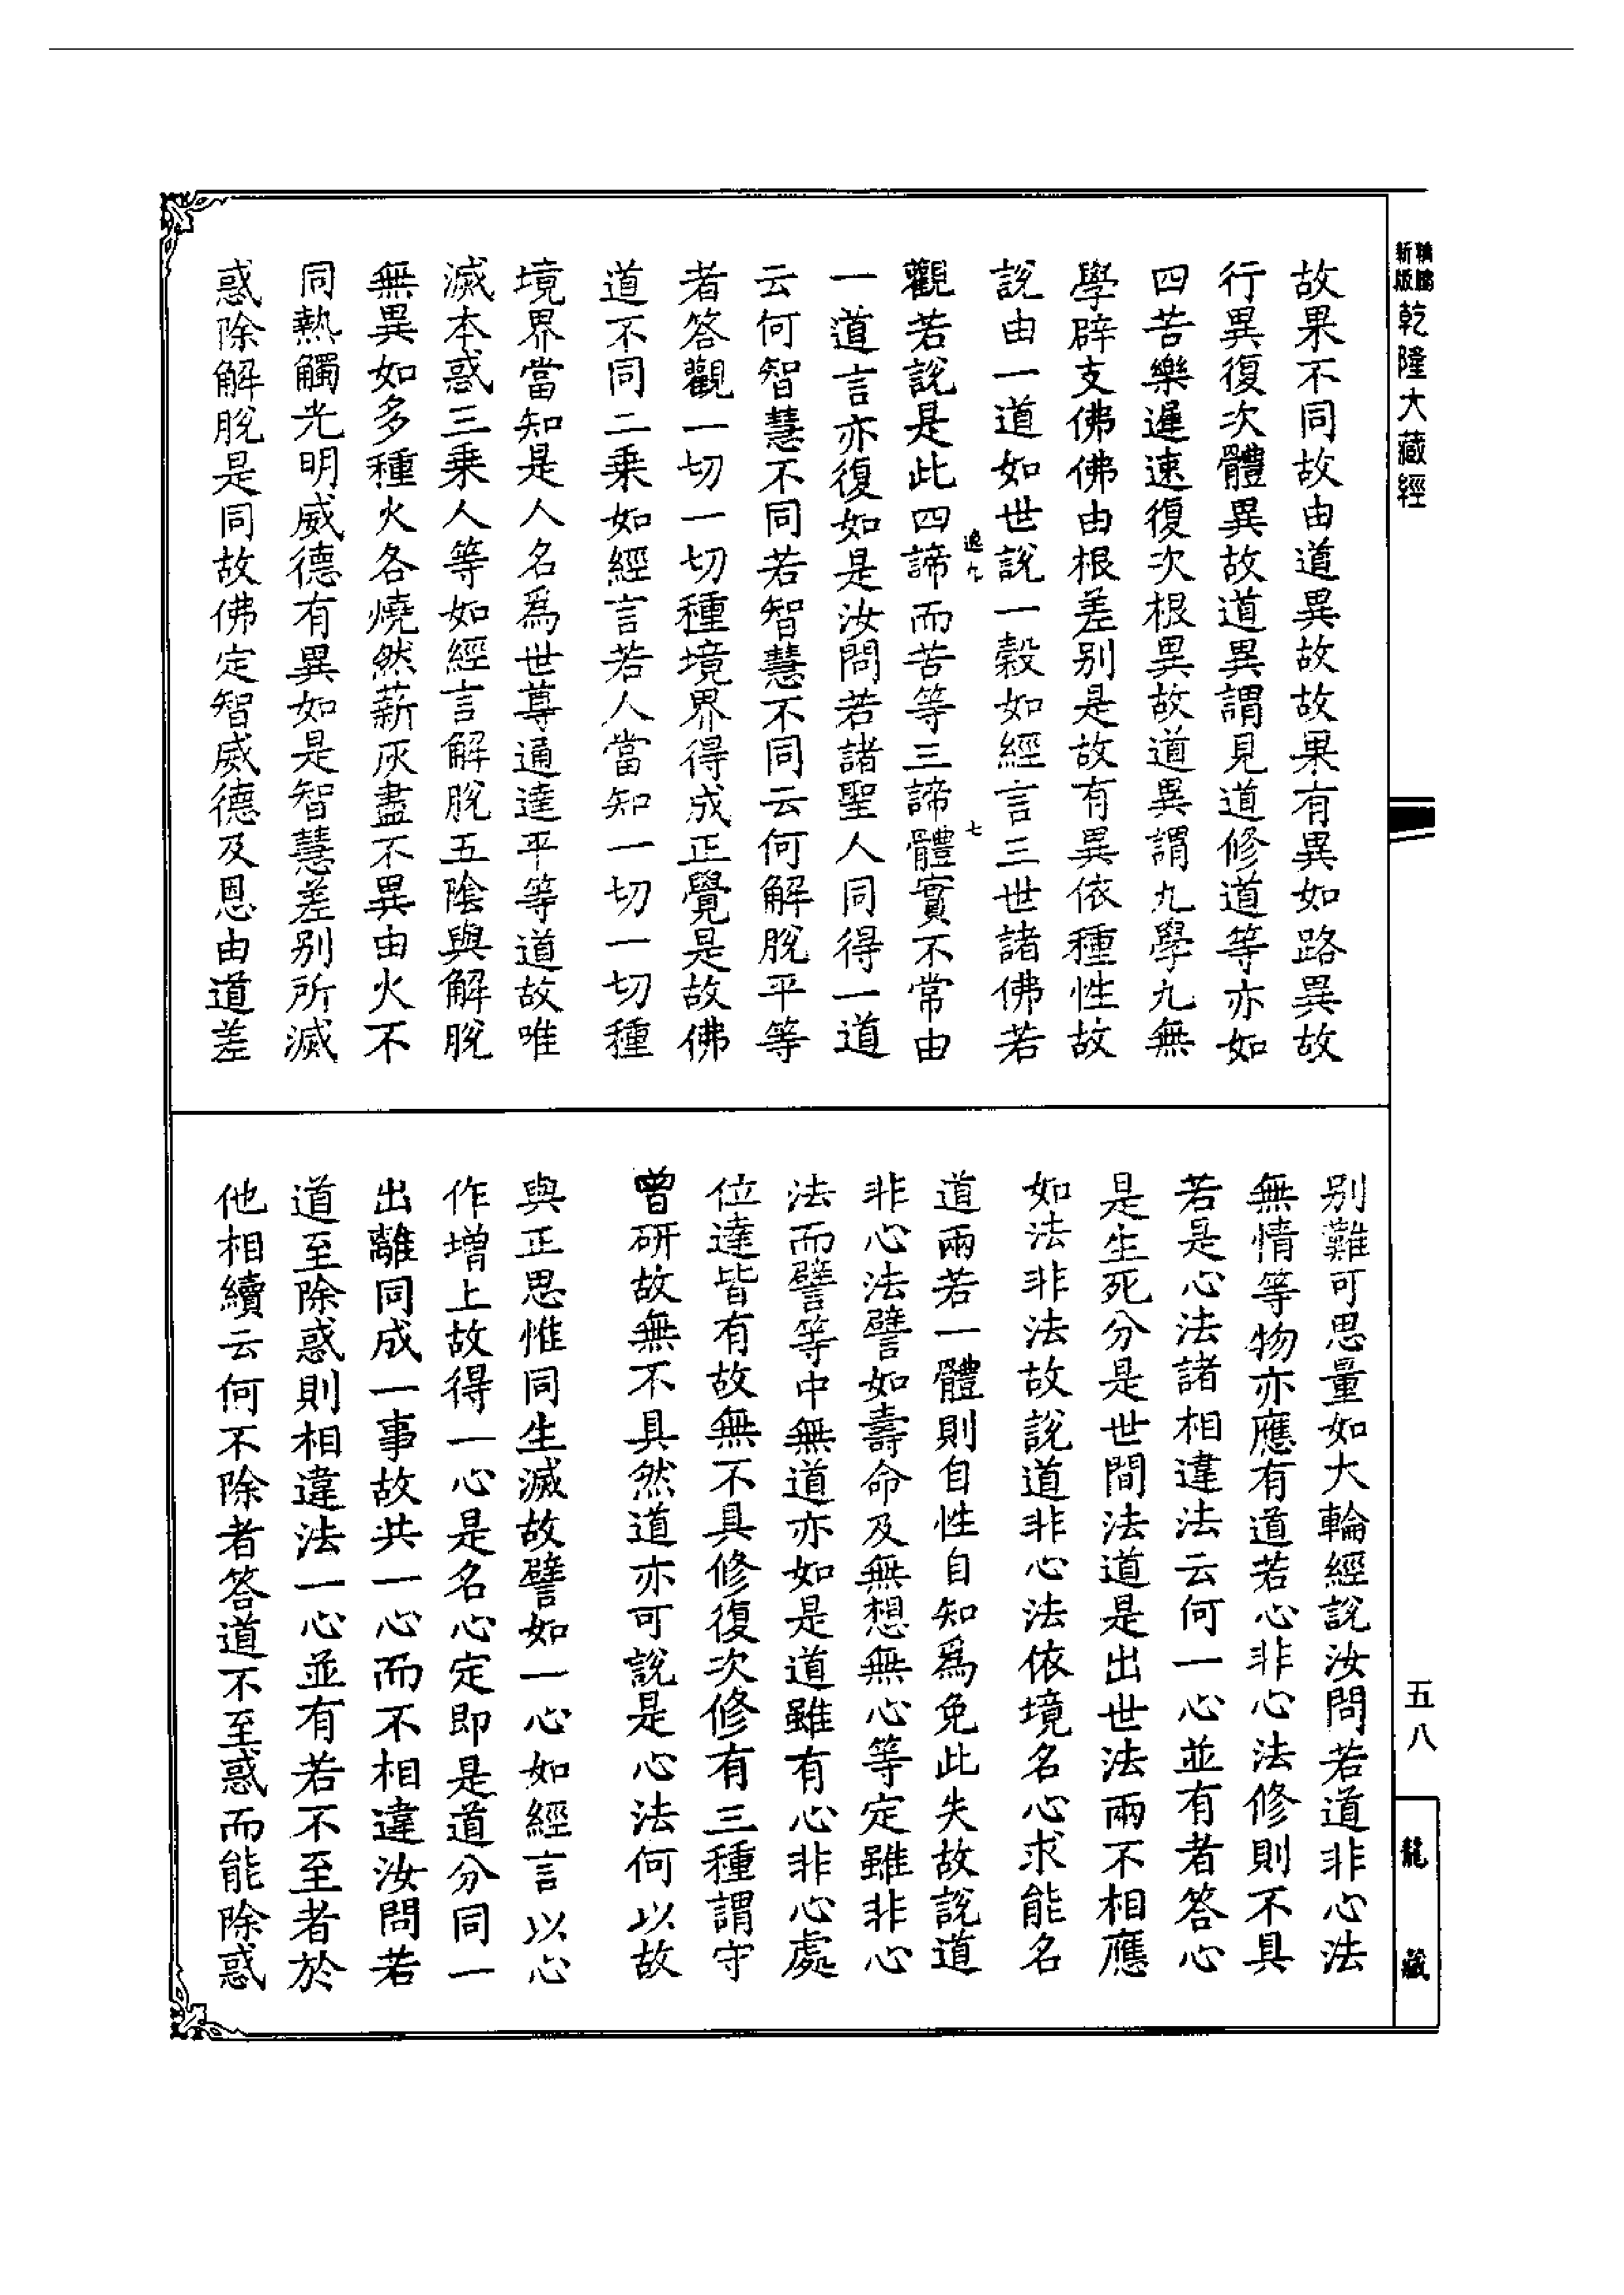 新版
乾隆大藏經
故果不同故由道異故故果有異如路異故
行異復次體異故道異謂見道修道等亦如
四苦樂遲速復次根異故道異謂九學九無
學辟支佛佛由根差別是故有異依種性故
說由一道如世說一穀如經言三世諸佛若
逸九
七
觀若說是此四諦而苦等三諦體實不常由
一道言亦復如是汝問若諸聖人同得一道
云何智慧不同若智慧不同云何解脫平等
者答觀一切一切種境界得成正覺是故佛
道不同二乘如經言若人當知一切一切種
境界當知是人名爲世尊通達平等道故唯
滅本惑三乘人等如經言解脫五陰與解脫
無異如多種火各燒然薪灰盡不異由火不
同熱觸光明威德有異如是智慧差別所滅
惑除解脫是同故佛定智威德及恩由道差
別難可思量如大輪經說汝問若道非心法
無情等物亦應有道若心非心法修則不具
若是心法諸相違法云何一心並有者答心
是生死分是世間法道是出世法兩不相應
如法非法故說道非心法依境名心求能名
道兩若一體則自性自知爲免此失故說道
非心法譬如壽命及無想無心等定雖非心
法而譬等中無道亦如是道雖有心非心處
位達皆有故無不具修復次修有三種謂守
曾研故無不具然道亦可說是心法何以故
與正思惟同生滅故譬如一心如經言以心
作增上故得一心是名心定即是道分同一
出離同成一事故共一心而不相違汝問若
道至除惑則相違法一心並有若不至者於
他相續云何不除者答道不至惑而能除惑
五八
龍藏